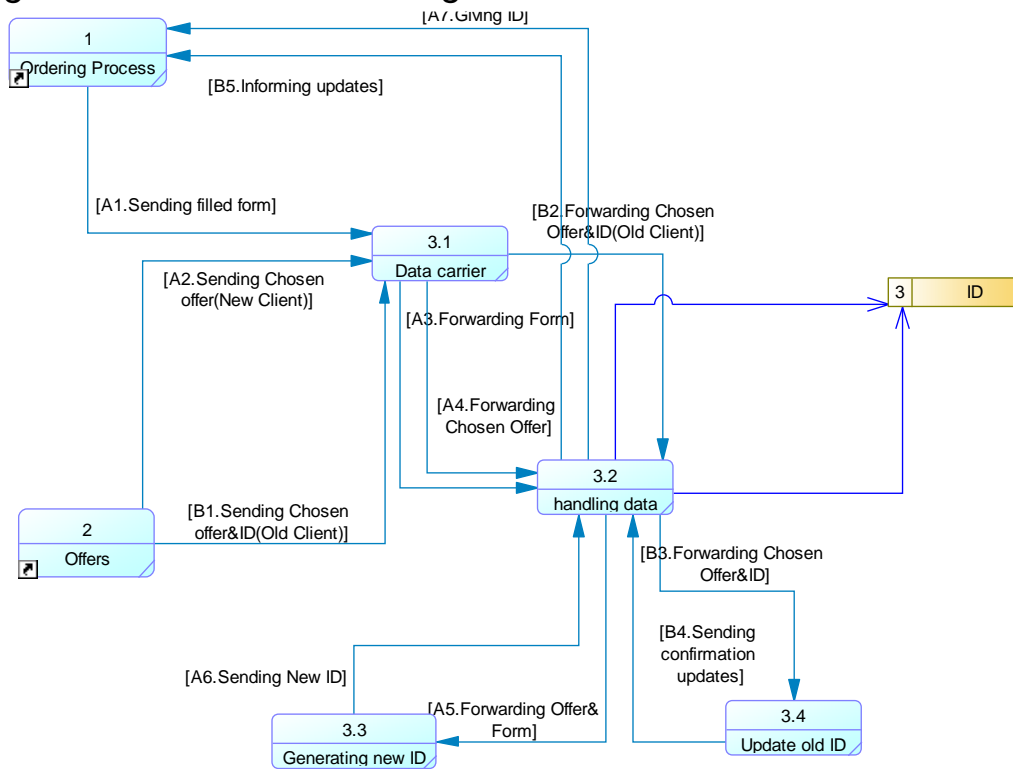 [A7.Giving ID]
1
Ordering Process
[B5.Informing updates]
[A1.Sending filled form]
[B2.Forwarding Chosen
Offer&ID(Old Client)]
3.1
Data carrier
[A2.Sending Chosen
offer(New Client)]
3
ID
[A3.Forwarding Form]
[A4.Forwarding
Chosen Offer]
3.2
handling data
[B1.Sending Chosen
offer&ID(Old Client)]
2
Offers
[B3.Forwarding Chosen
Offer&ID]
[B4.Sending
confirmation
updates]
[A6.Sending New ID]
[A5.Forwarding Offer&
Form]
3.3
Generating new ID
3.4
Update old ID